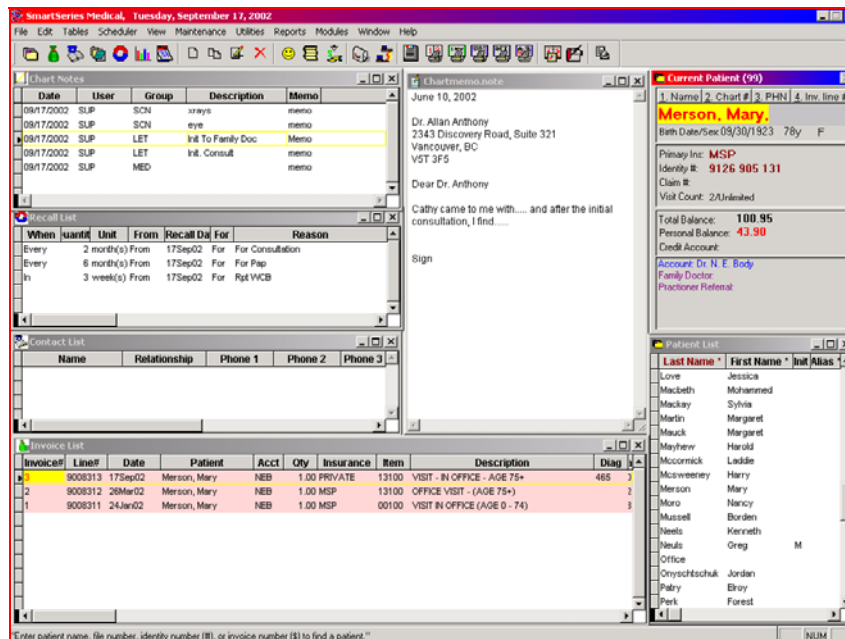 SmartSeries Medical, Tuesday, September 17, 2002
File Edit Tables Scheduler View Maintenance Utilities Reports Modules Window Help
Chart Notes
Date User Group Description Memo
09/17/2002 SUP SCN xrays memo
09/17/2002 SUP SCN eye memo
09/17/2002 SUP LET Init To Family Doc Memo
09/17/2002 SUP LET Init. Consult memo
09/17/2002 SUP MED memo
Recall List
When uantit Unit From Recall Da For Reason
Every 2 month(s) From 17Sep02 For For Consultation
Every 6 month(s) From 17Sep02 For For Pap
In 3 week(s) From 17Sep02 For Rpt WCB
Contact List
Name Relationship Phone 1 Phone 2 Phone 3
Chartmemo.note
June 10, 2002
Dr. Allan Anthony
2343 Discovery Road, Suite 321
Vancouver, BC
V5T 3F5
Dear Dr. Anthony
Cathy came to me with..... and after the initial
consultation, I find.....
Sign
Current Patient (99)
1. Name 2. Chart # 3. PHN 4. Inv. line #
Merson, Mary,
Birth Date/Sex 09/30/1923 78y F
Primary Inc: MSP
Identity #: 9126 905 131
Claim #:
Visit Count: 2/Unlimited
Total Balance: 100.95
Personal Balance: 43.90
Credit Account:
Account: Dr. N. E. Body
Family Doctor:
Practioner Referral:
Patient List
Last Name * First Name * Init Alias *
Love Jessica
Macbeth Mohammed
Mackay Sylvia
Martin Margaret
Mauck Margaret
Mayhew Harold
Mccormick Laddie
Mcsweeney Harry
Merson Mary
Moro Nancy
Mussell Borden
Neels Kenneth
Neuls Greg M
Office
Onyschtschuk Jordan
Patry Elroy
Perk Forest
Invoice List
Invoice# Line# Date Patient Acct Qty Insurance Item Description Diag
3 9008313 17Sep02 Merson, Mary NEB 1.00 PRIVATE 13100 VISIT - IN OFFICE - AGE 75+ 465
2 9008312 26Mar02 Merson, Mary NEB 1.00 MSP 13100 OFFICE VISIT - (AGE 75+)
1 9008311 24Jan02 Merson, Mary NEB 1.00 MSP 00100 VISIT IN OFFICE (AGE 0 - 74)
"Enter patient name, file number, identity number (#), or invoice number ($) to find a patient."
NUM